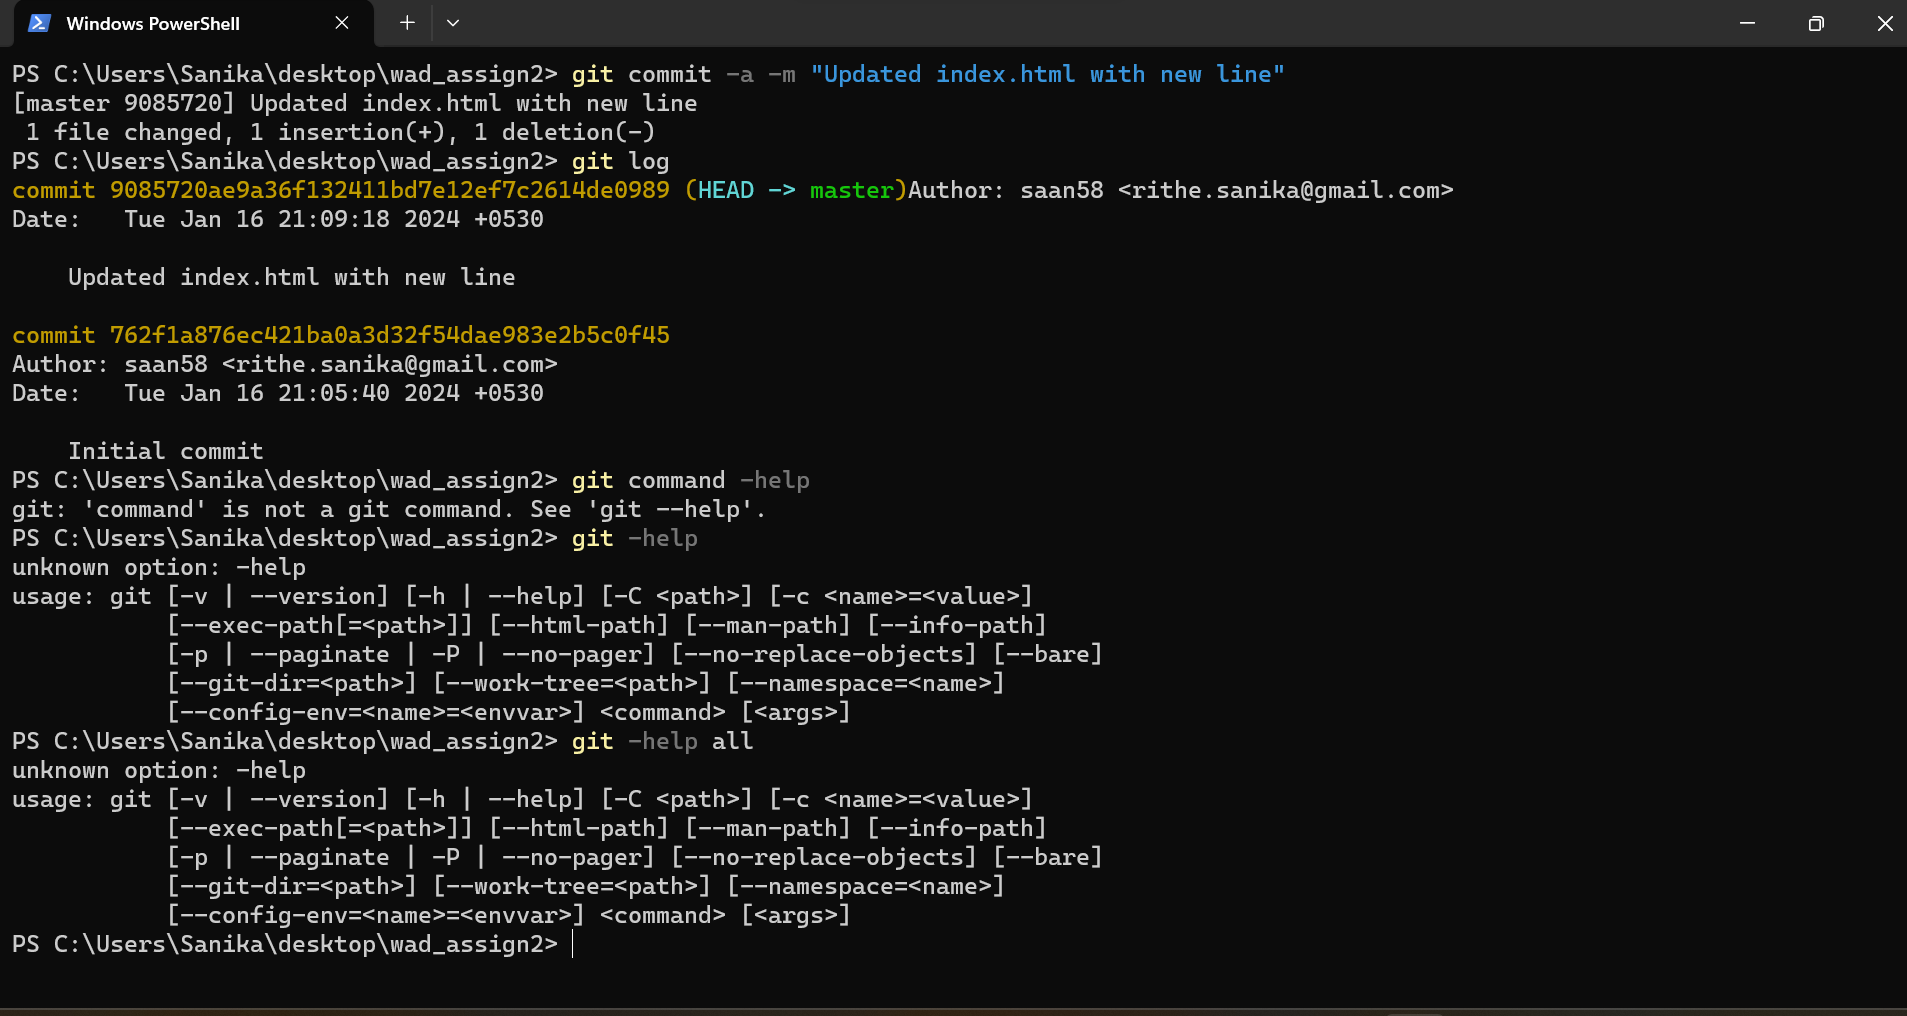 Windows PowerShell
PS C:\Users\Sanika\desktop\wad_assign2> git commit -a -m "Updated index.html with new line"
[master 9085720] Updated index.html with new line
 1 file changed, 1 insertion(+), 1 deletion(-)
PS C:\Users\Sanika\desktop\wad_assign2> git log
commit 9085720ae9a36f132411bd7e12ef7c2614de0989 (HEAD -> master)Author: saan58 <rithe.sanika@gmail.com>
Date:   Tue Jan 16 21:09:18 2024 +0530

    Updated index.html with new line

commit 762f1a876ec421ba0a3d32f54dae983e2b5c0f45
Author: saan58 <rithe.sanika@gmail.com>
Date:   Tue Jan 16 21:05:40 2024 +0530

    Initial commit
PS C:\Users\Sanika\desktop\wad_assign2> git command -help
git: 'command' is not a git command. See 'git --help'.
PS C:\Users\Sanika\desktop\wad_assign2> git -help
unknown option: -help
usage: git [-v | --version] [-h | --help] [-C <path>] [-c <name>=<value>]
           [--exec-path[=<path>]] [--html-path] [--man-path] [--info-path]
           [-p | --paginate | -P | --no-pager] [--no-replace-objects] [--bare]
           [--git-dir=<path>] [--work-tree=<path>] [--namespace=<name>]
           [--config-env=<name>=<envvar>] <command> [<args>]
PS C:\Users\Sanika\desktop\wad_assign2> git -help all
unknown option: -help
usage: git [-v | --version] [-h | --help] [-C <path>] [-c <name>=<value>]
           [--exec-path[=<path>]] [--html-path] [--man-path] [--info-path]
           [-p | --paginate | -P | --no-pager] [--no-replace-objects] [--bare]
           [--git-dir=<path>] [--work-tree=<path>] [--namespace=<name>]
           [--config-env=<name>=<envvar>] <command> [<args>]
PS C:\Users\Sanika\desktop\wad_assign2>